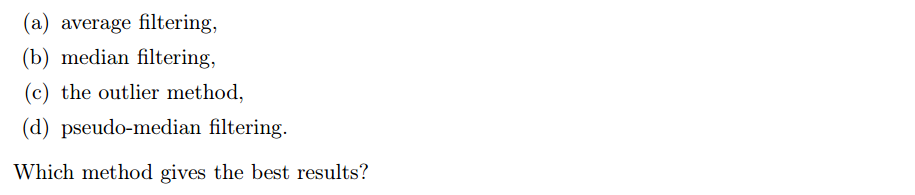 (a) average filtering,
(b) median filtering,
(c) the outlier method,
(d) pseudo-median filtering.
Which method gives the best results?